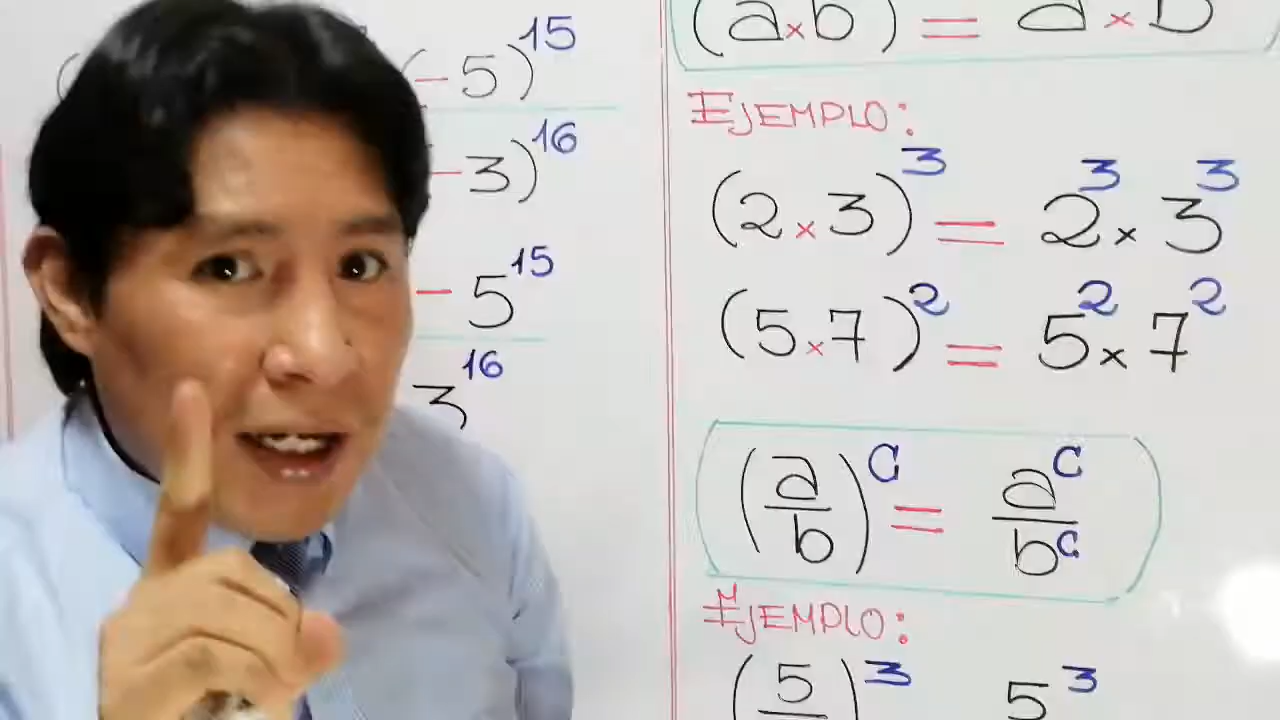 (-5)^15
-3)^16
-5^15
3^16
(a×b) = a × b
EJEMPLO:
(2×3)^3 = 2^3 × 3^3
(5×7)^2 = 5^2 × 7^2
(a/b)^c = a^c/b^c
EJEMPLO:
(5)^3 5^3